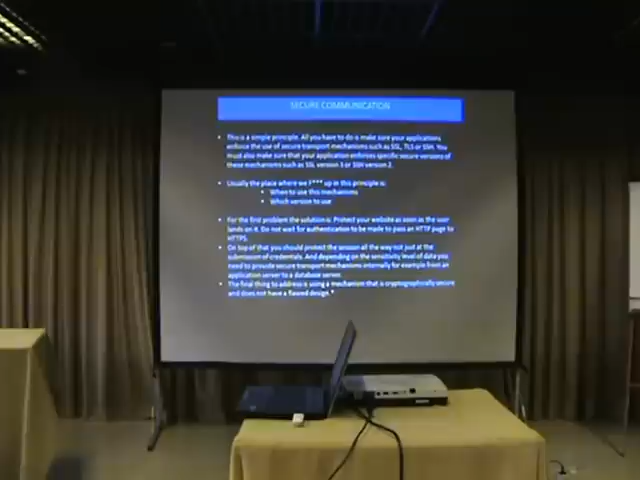 SECURE COMMUNICATION
• This is a simple principle. All you have to do is make sure your applications
enforce the use of secure transport mechanisms such as SSL, TLS or SSH. You
must also make sure that your application enforces specific secure versions of
these mechanisms such as SSL version 3 or SSH version 2.
• Usually the place where we f*** up in this principle is:
• When to use this mechanisms
• Which version to use
• For the first problem the solution is: Protect your website as soon as the user
lands on it. Do not wait for authentication to be made to pass an HTTP page to
HTTPS.
• On top of that you should protect the session all the way not just at the
submission of credentials. And depending on the sensitivity level of data you
need to provide secure transport mechanisms internally for example from an
application server to a database server.
• The final thing to address is using a mechanism that is cryptographically secure
and does not have a flawed design."